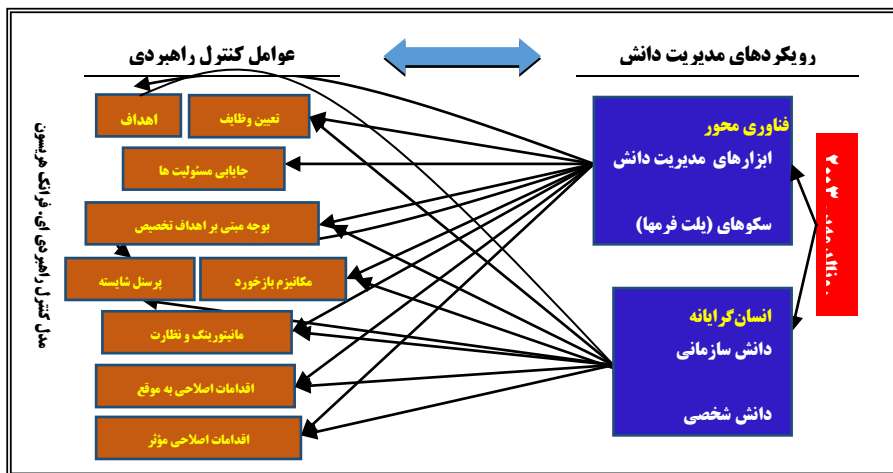 رویکردهای مدیریت دانش
عوامل کنترل راهبردی
فناوری محور
ابزارهای مدیریت دانش
سکوهای (پلت فرمها)
انسان‌گرایانه
دانش سازمانی
دانش شخصی
تعیین وظایف
اهداف
جایابی مسئولیت ها
بوجه مبتی بر اهداف تخصیص
مکانیزم بازخورد
پرسنل شایسته
مانیتورینگ و نظارت
اقدامات اصلاحی به موقع
اقدامات اصلاحی مؤثر
مدل کنترل راهبردی ای. فرانک هریسون
۲۰۰۳